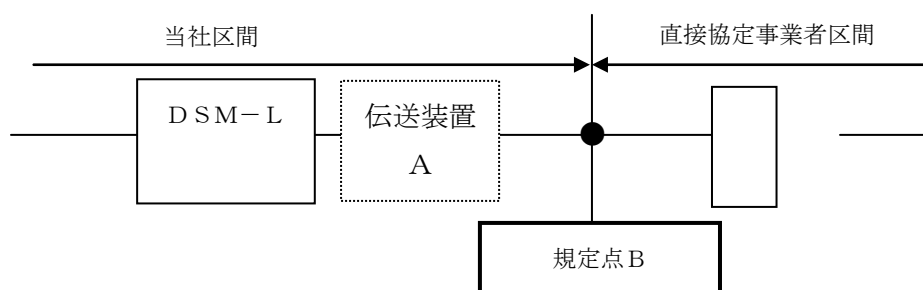 当社区間
直接協定事業者区間
ＤＳＭ－Ｌ
伝送装置
Ａ
規定点Ｂ